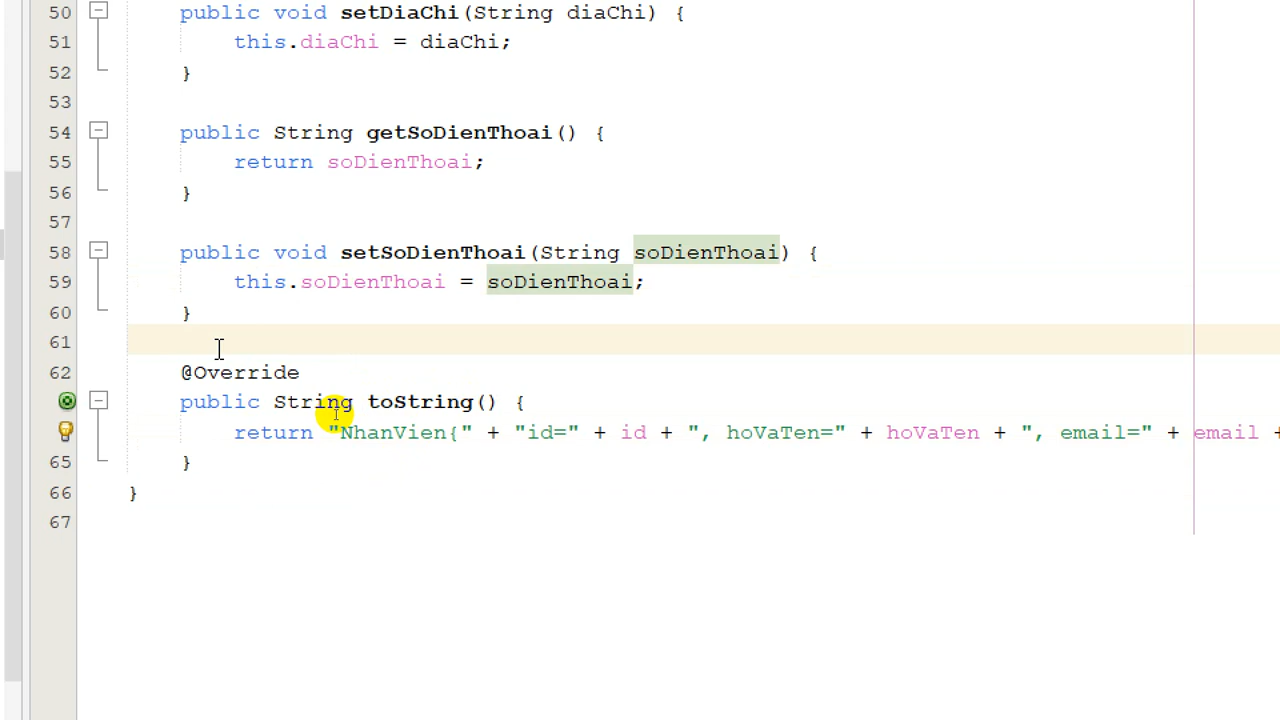 50 public void setDiaChi(String diaChi) {
51 this.diaChi = diaChi;
52 }
53
54 public String getSoDienThoai() {
55 return soDienThoai;
56 }
57
58 public void setSoDienThoai(String soDienThoai) {
59 this.soDienThoai = soDienThoai;
60 }
61
62 @Override
public String toString() {
return "NhanVien{" + "id=" + id + ", hoVaTen=" + hoVaTen + ", email=" + email +
65 }
66 }
67